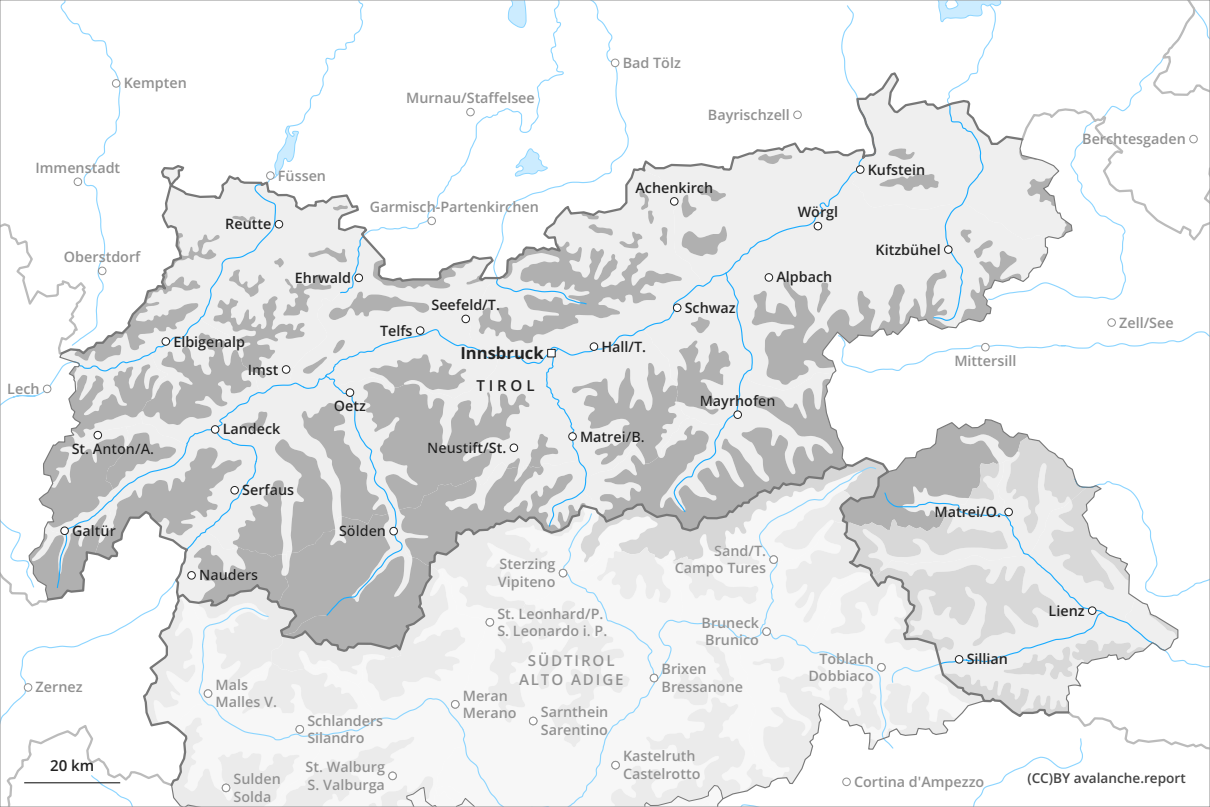 Bad Tölz
Kempten
Murnau/Staffelsee
Bayrischzell
Berchtesgaden
Immenstadt
Füssen
Kufstein
Achenkirch
Garmisch-Partenkirchen
Wörgl
Reutte
Kitzbühel
Oberstdorf
Ehrwald
Alpbach
Seefeld/T.
Schwaz
Zell/See
Telfs
Elbigenalp
Hall/T.
Innsbruck
Mittersill
Imst
TIROL
Lech
Mayrhofen
Oetz
Landeck
Matrei/B.
St. Anton/A.
Neustift/St.
Serfaus
Matrei/O.
Galtür
Sölden
Sand/T.
Campo Tures
Sterzing
Vipiteno
Nauders
Lienz
St. Leonhard/P.
S. Leonardo i. P.
Bruneck
Brunico
SÜDTIROL
ALTO ADIGE
Toblach
Dobbiaco
Sillian
Brixen
Bressanone
Zernez
Mals
Malles V.
Meran
Merano
Sarnthein
Sarentino
Schlanders
Silandro
Kastelruth
Castelrotto
St. Walburg
S. Valburga
20 km
Sulden
Solda
Cortina d'Ampezzo
(CC)BY avalanche.report